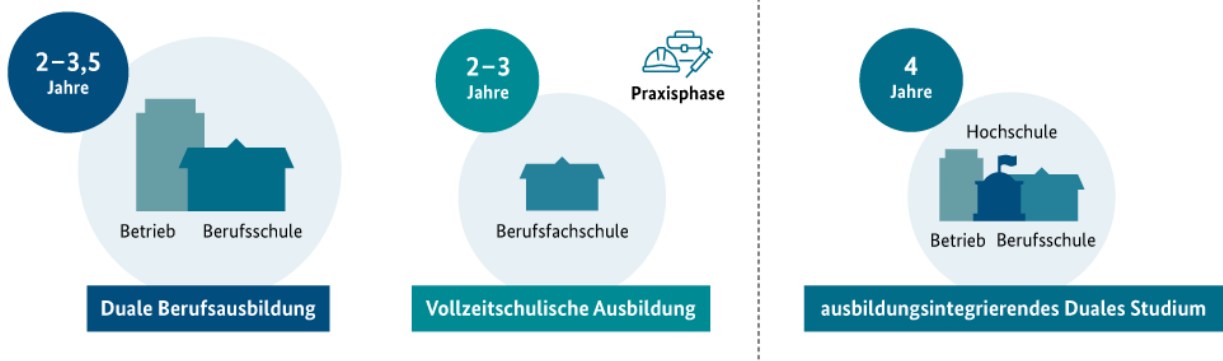 2–3,5
Jahre
Betrieb
Berufsschule
Duale Berufsausbildung
2–3
Jahre
Praxisphase
Berufsfachschule
Vollzeitschulische Ausbildung
4
Jahre
Hochschule
Betrieb
Berufsschule
ausbildungsintegrierendes Duales Studium